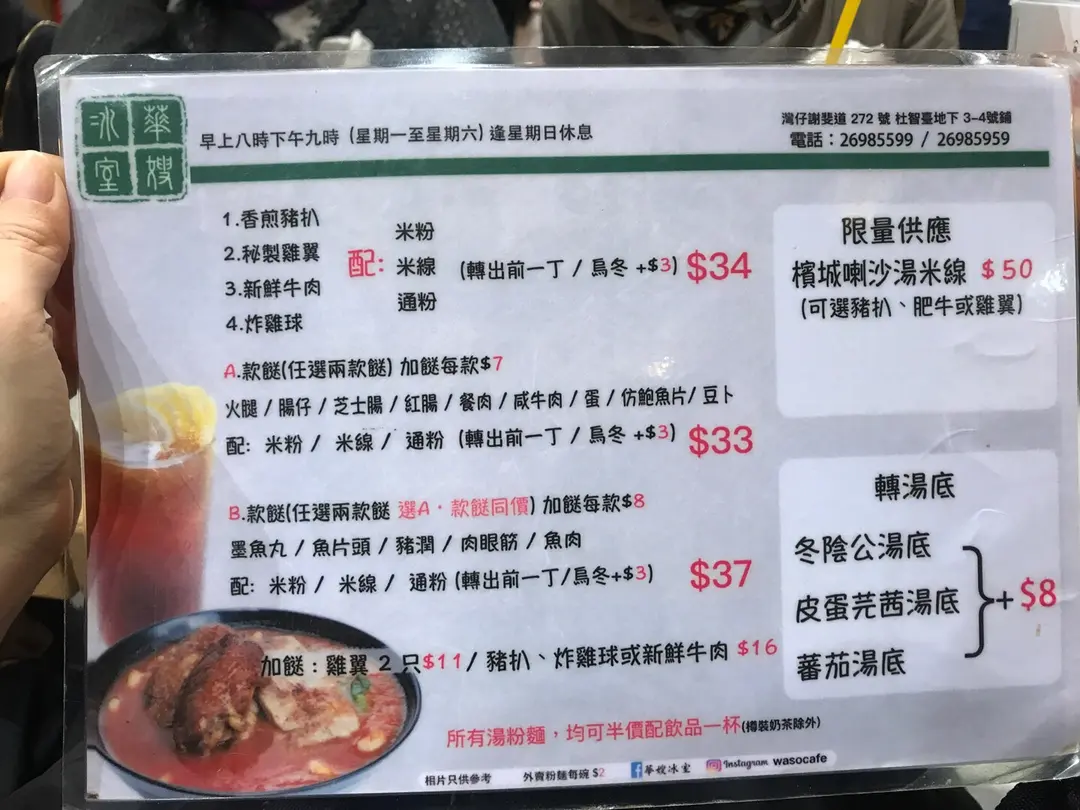 華嫂冰室
早上八時下午九時 (星期一至星期六) 逢星期日休息
灣仔謝斐道 272 號 杜智臺地下 3-4號鋪
電話：26985599 / 26985959
1.香煎豬扒
2.秘製雞翼
3.新鮮牛肉
4.炸雞球
配:
米粉
米線
通粉
(轉出前一丁 / 烏冬 +$3) $34
A.款餸(任選兩款餸) 加餸每款$7
火腿 / 腸仔 / 芝士腸 / 紅腸 / 餐肉 / 咸牛肉 / 蛋 / 仿鮑魚片/ 豆卜
配: 米粉 / 米線 / 通粉 (轉出前一丁 / 烏冬 +$3) $33
B.款餸(任選兩款餸 選A・款餸同價) 加餸每款$8
墨魚丸 / 魚片頭 / 豬潤 / 肉眼筋 / 魚肉
配: 米粉 / 米線 / 通粉 (轉出前一丁/烏冬+$3) $37
加餸：雞翼 2 只$11/ 豬扒、炸雞球或新鮮牛肉 $16
所有湯粉麵，均可半價配飲品一杯(樽裝奶茶除外)
相片只供參考 外賣粉麵每碗 $2 華嫂冰室 Instagram wasocafe
限量供應
檳城喇沙湯米線 $50
(可選豬扒、肥牛或雞翼)
轉湯底
冬陰公湯底
皮蛋芫茜湯底
蕃茄湯底
+$8